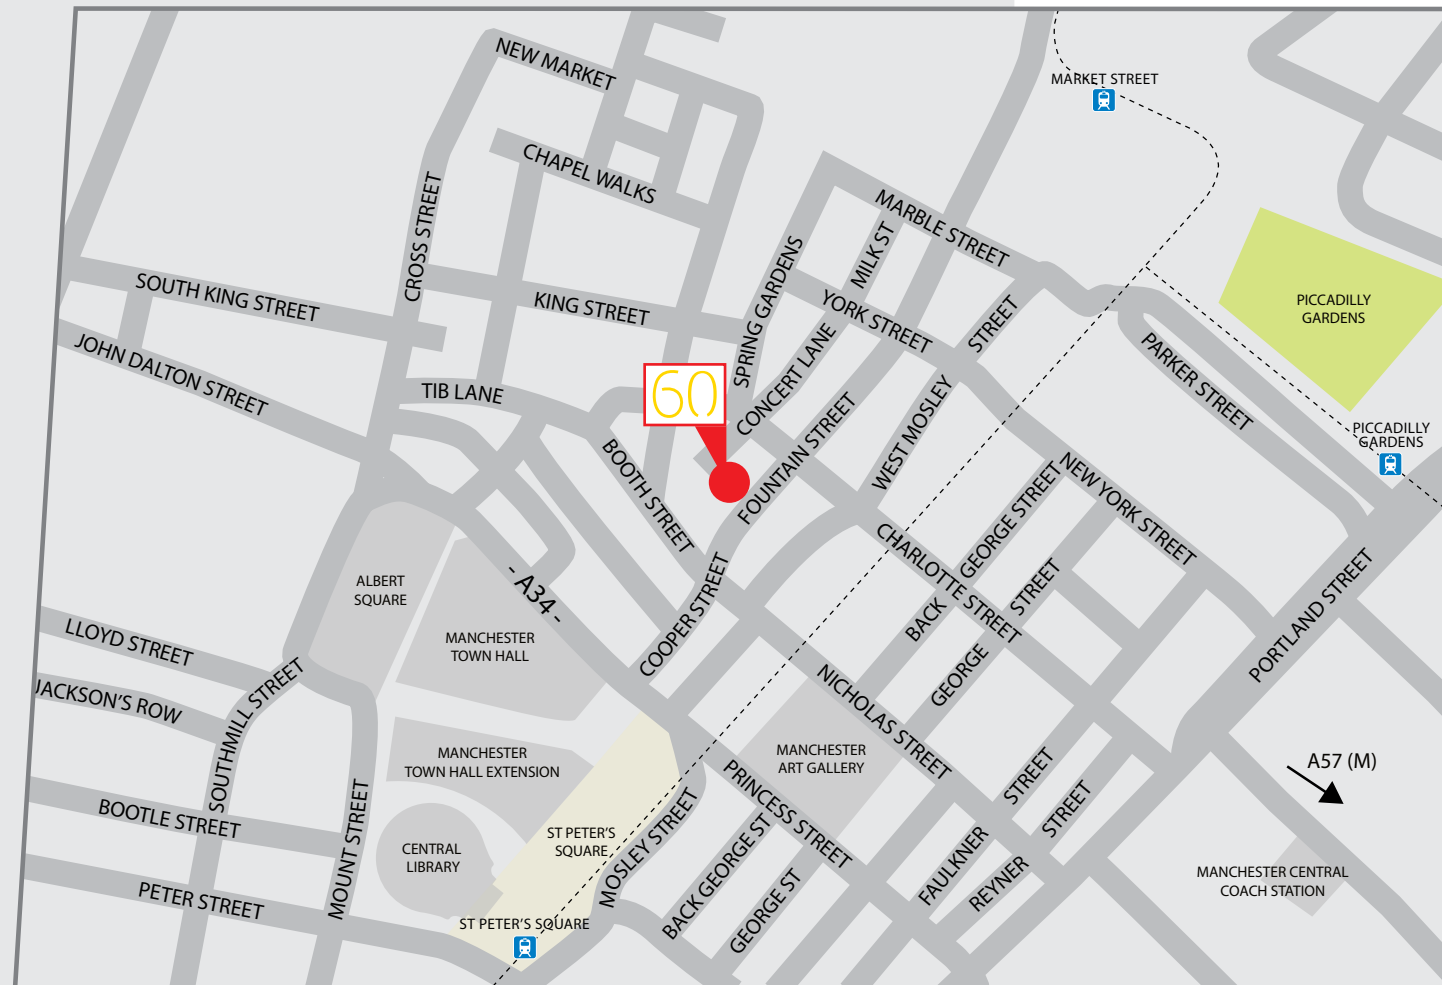 NEW MARKET
MARKET STREET
CHAPEL WALKS
CROSS STREET
MARBLE STREET
MILK ST
SPRING GARDENS
SOUTH KING STREET
KING STREET
YORK STREET
STREET
PICCADILLY
GARDENS
JOHN DALTON STREET
TIB LANE
60
CONCERT LANE
PARKER STREET
WEST MOSLEY
FOUNTAIN STREET
PICCADILLY
GARDENS
BOOTH STREET
NEW YORK STREET
GEORGE STREET
BACK
CHARLOTTE STREET
STREET
GEORGE
ALBERT
SQUARE
- A34 -
COOPER STREET
PORTLAND STREET
LLOYD STREET
MANCHESTER
TOWN HALL
JACKSON'S ROW
SOUTHMILL STREET
NICHOLAS STREET
MANCHESTER
TOWN HALL EXTENSION
MANCHESTER
ART GALLERY
A57 (M)
PRINCESS STREET
STREET
FAULKNER
STREET
REYNER
BOOTLE STREET
MOUNT STREET
CENTRAL
LIBRARY
ST PETER'S
SQUARE
MOSLEY STREET
BACK GEORGE ST
GEORGE ST
MANCHESTER CENTRAL
COACH STATION
PETER STREET
ST PETER'S SQUARE